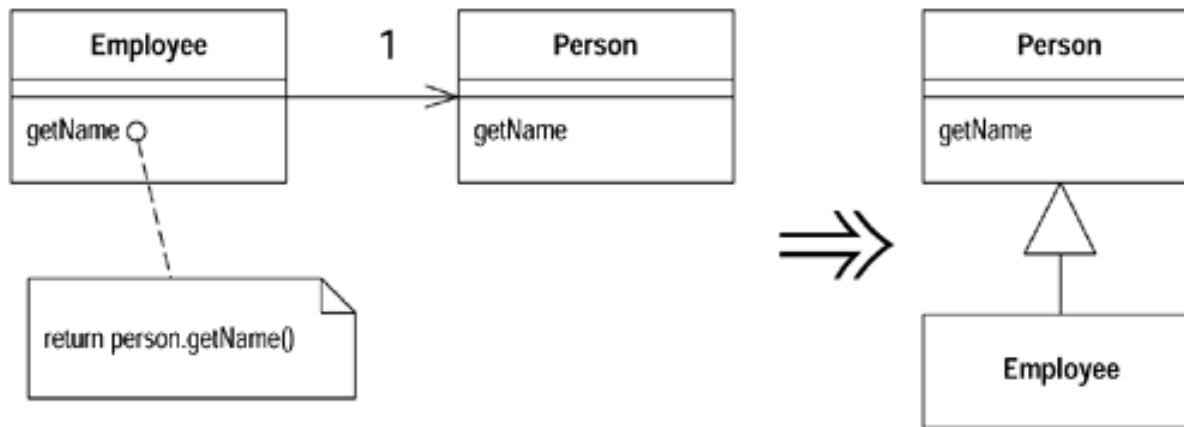 Employee
1
Person
getName
getName
return person.getName()
Person
getName
Employee